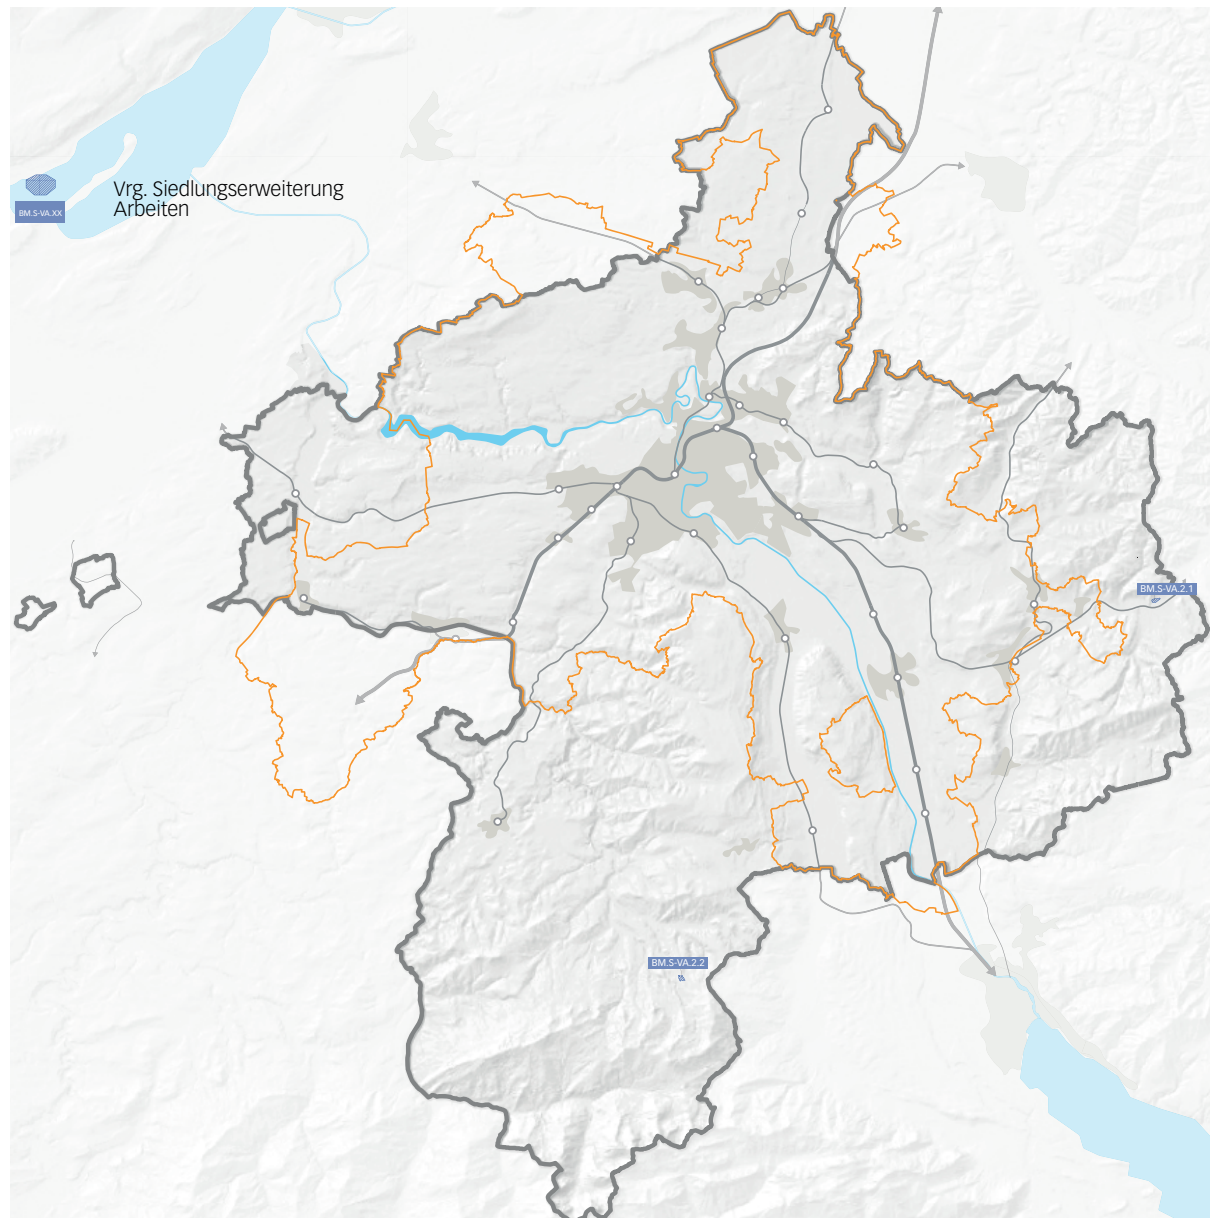 Vrg. Siedlungserweiterung
Arbeiten
BM.S-VA.XX
BM.S-VA.2.1
BM.S-VA.2.2